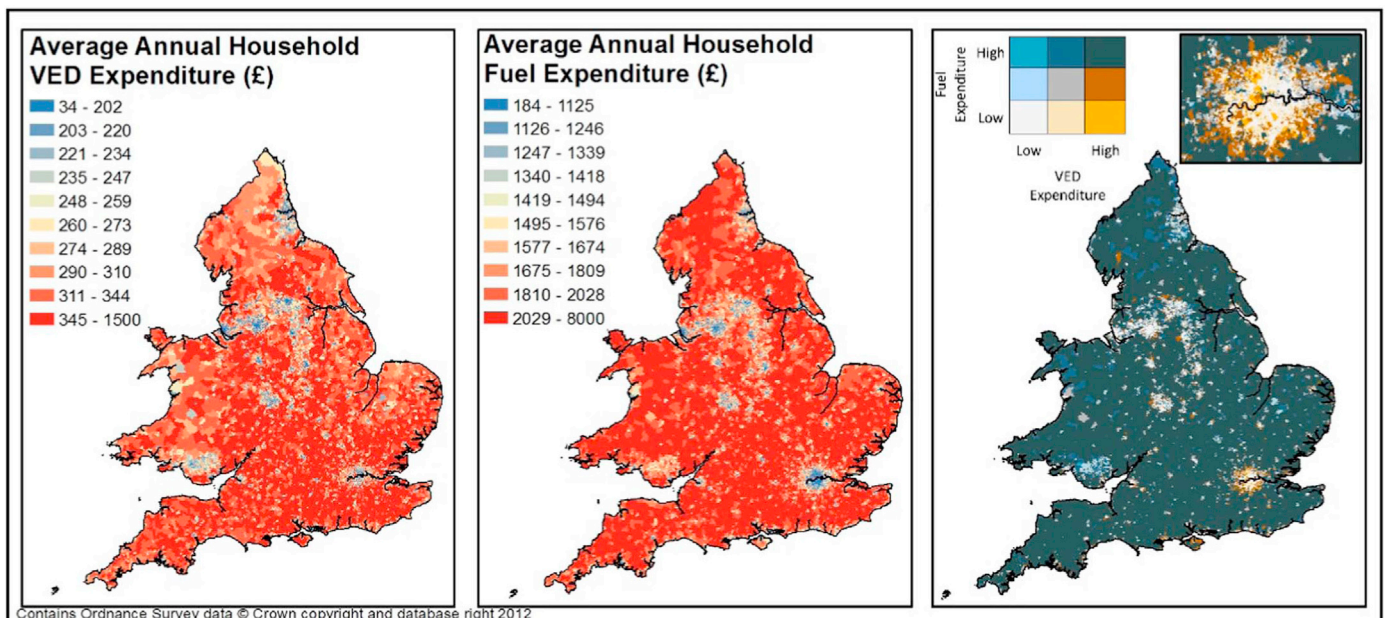 Average Annual Household
VED Expenditure (£)
34 - 202
203 - 220
221 - 234
235 - 247
248 - 259
260 - 273
274 - 289
290 - 310
311 - 344
345 - 1500
Average Annual Household
Fuel Expenditure (£)
184 - 1125
1126 - 1246
1247 - 1339
1340 - 1418
1419 - 1494
1495 - 1576
1577 - 1674
1675 - 1809
1810 - 2028
2029 - 8000
Fuel
Expenditure
High
Low
Low
High
VED
Expenditure
Contains Ordnance Survey data © Crown copyright and database right 2012